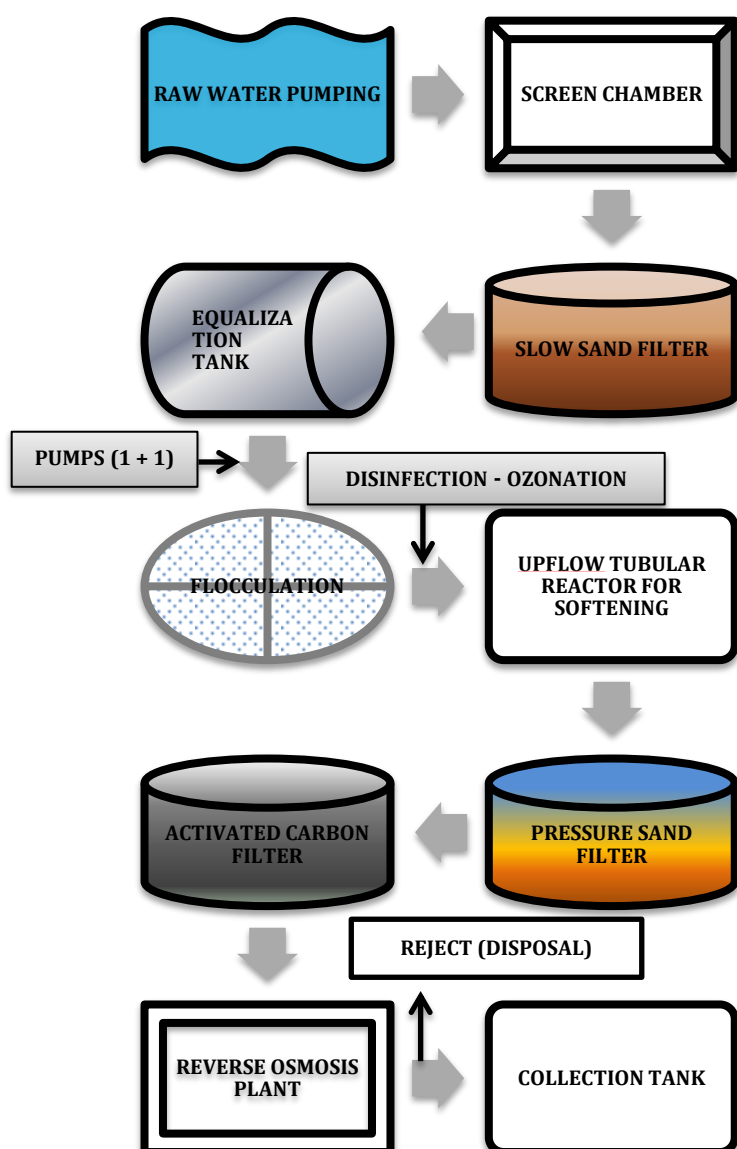 RAW WATER PUMPING
SCREEN CHAMBER
EQUALIZA
TION
TANK
SLOW SAND FILTER
PUMPS (1 + 1)
DISINFECTION - OZONATION
FLOCCULATION
UPFLOW TUBULAR
REACTOR FOR
SOFTENING
ACTIVATED CARBON
FILTER
PRESSURE SAND
FILTER
REJECT (DISPOSAL)
REVERSE OSMOSIS
PLANT
COLLECTION TANK